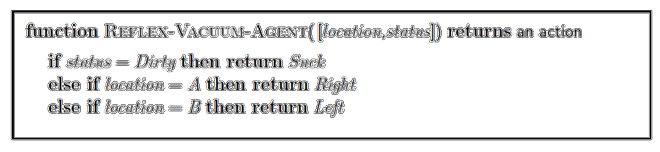 function REFLEX-VACUUM-AGENT( [location,status]) returns an action
if status = Dirty then return Suck
else if location = A then return Right
else if location = B then return Left